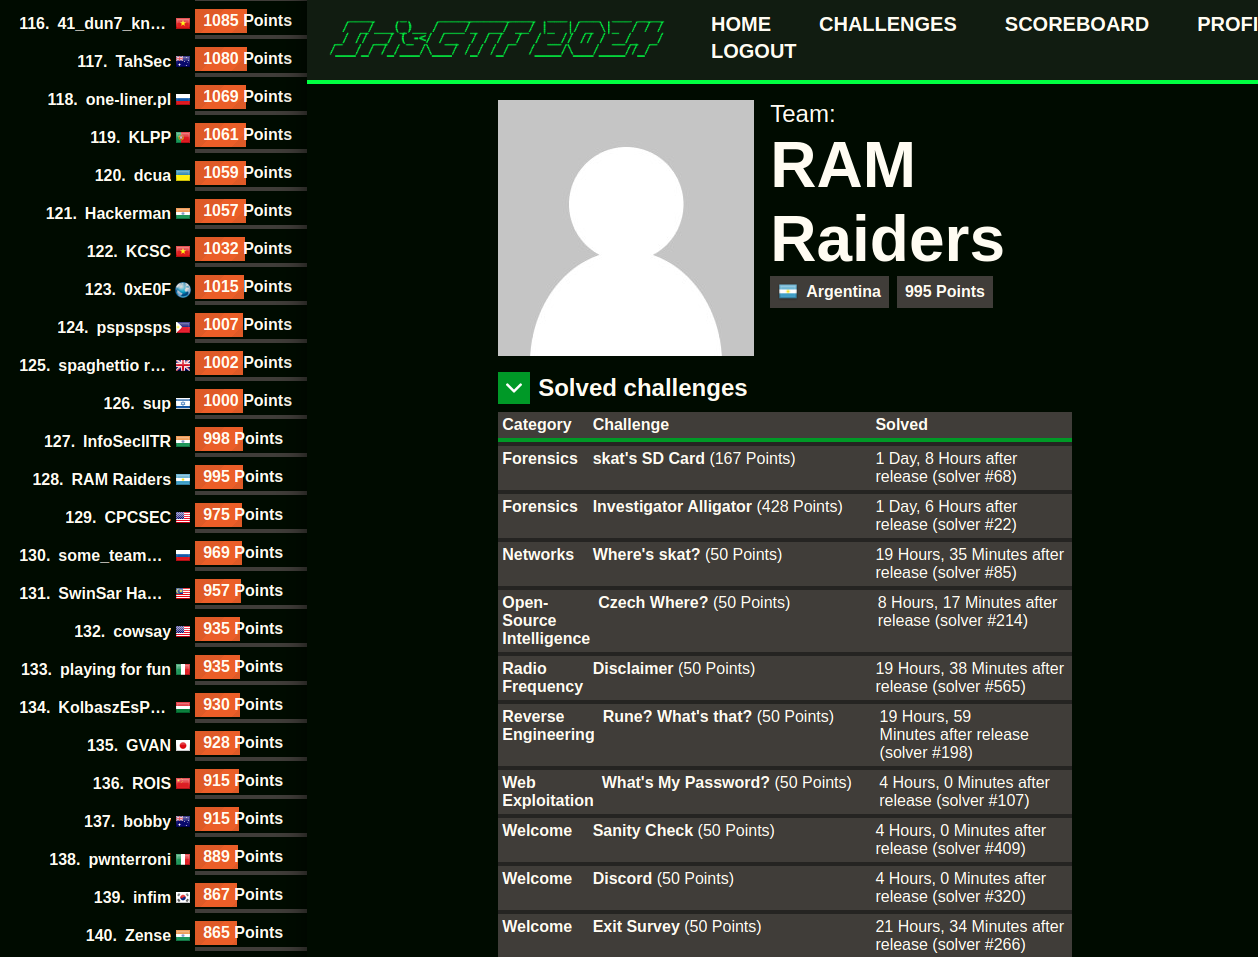 116. 41_dun7_kn... 1085 Points
117. TahSec 1080 Points
118. one-liner.pl 1069 Points
119. KLPP 1061 Points
120. dcua 1059 Points
121. Hackerman 1057 Points
122. KCSC 1032 Points
123. 0xE0F 1015 Points
124. pspspsps 1007 Points
125. spaghettio r... 1002 Points
126. sup 1000 Points
127. InfoSecIITR 998 Points
128. RAM Raiders 995 Points
129. CPCSEC 975 Points
130. some_team... 969 Points
131. SwinSar Ha... 957 Points
132. cowsay 935 Points
133. playing for fun 935 Points
134. KolbaszEsP... 930 Points
135. GVAN 928 Points
136. ROIS 915 Points
137. bobby 915 Points
138. pwnterroni 889 Points
139. infim 867 Points
140. Zense 865 Points
HOME CHALLENGES SCOREBOARD PROFI
LOGOUT
Team:
RAM
Raiders
Argentina 995 Points
Solved challenges
Category Challenge Solved
Forensics skat's SD Card (167 Points) 1 Day, 8 Hours after
release (solver #68)
Forensics Investigator Alligator (428 Points) 1 Day, 6 Hours after
release (solver #22)
Networks Where's skat? (50 Points) 19 Hours, 35 Minutes after
release (solver #85)
Open- Czech Where? (50 Points) 8 Hours, 17 Minutes after
Source release (solver #214)
Intelligence
Radio Disclaimer (50 Points) 19 Hours, 38 Minutes after
Frequency release (solver #565)
Reverse Rune? What's that? (50 Points) 19 Hours, 59
Engineering Minutes after release
(solver #198)
Web What's My Password? (50 Points) 4 Hours, 0 Minutes after
Exploitation release (solver #107)
Welcome Sanity Check (50 Points) 4 Hours, 0 Minutes after
release (solver #409)
Welcome Discord (50 Points) 4 Hours, 0 Minutes after
release (solver #320)
Welcome Exit Survey (50 Points) 21 Hours, 34 Minutes after
release (solver #266)